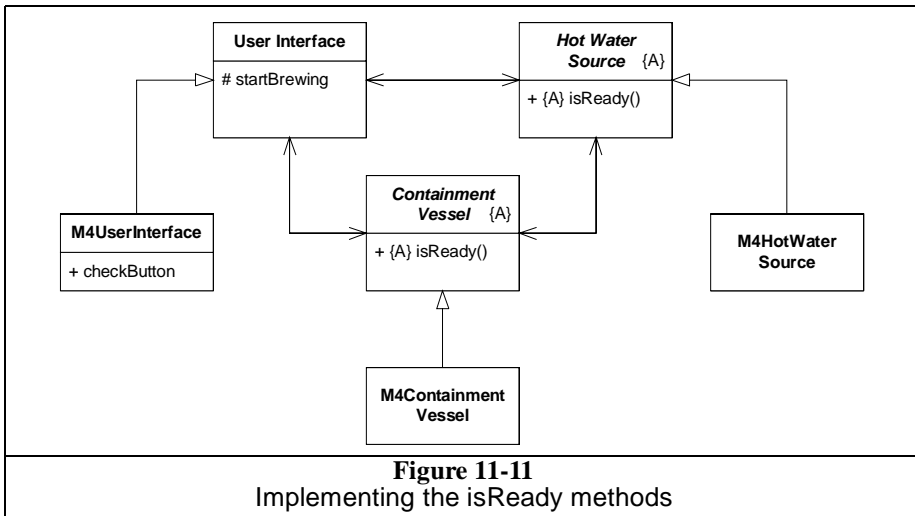 User Interface
# startBrewing
Hot Water
Source {A}
+ {A} isReady()
Containment
Vessel {A}
+ {A} isReady()
M4UserInterface
+ checkButton
M4HotWater
Source
M4Containment
Vessel
Figure 11-11
Implementing the isReady methods